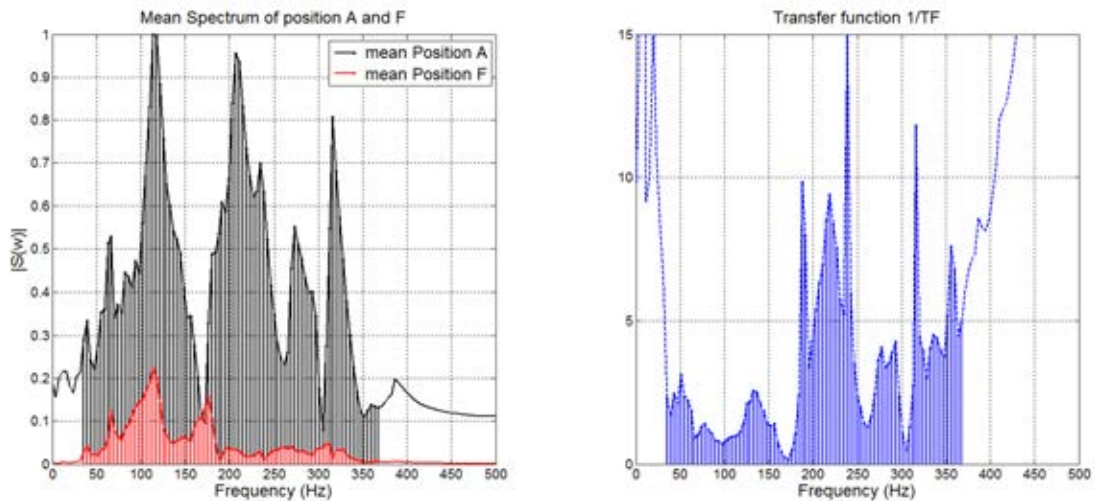 Mean Spectrum of position A and F
1
0.9
0.8
0.7
0.6
0.5
0.4
0.3
0.2
0.1
0
|S(w)|
mean Position A
mean Position F
0 50 100 150 200 250 300 350 400 450 500
Frequency (Hz)
Transfer function 1/TF
15
10
5
0
0 50 100 150 200 250 300 350 400 450 500
Frequency (Hz)